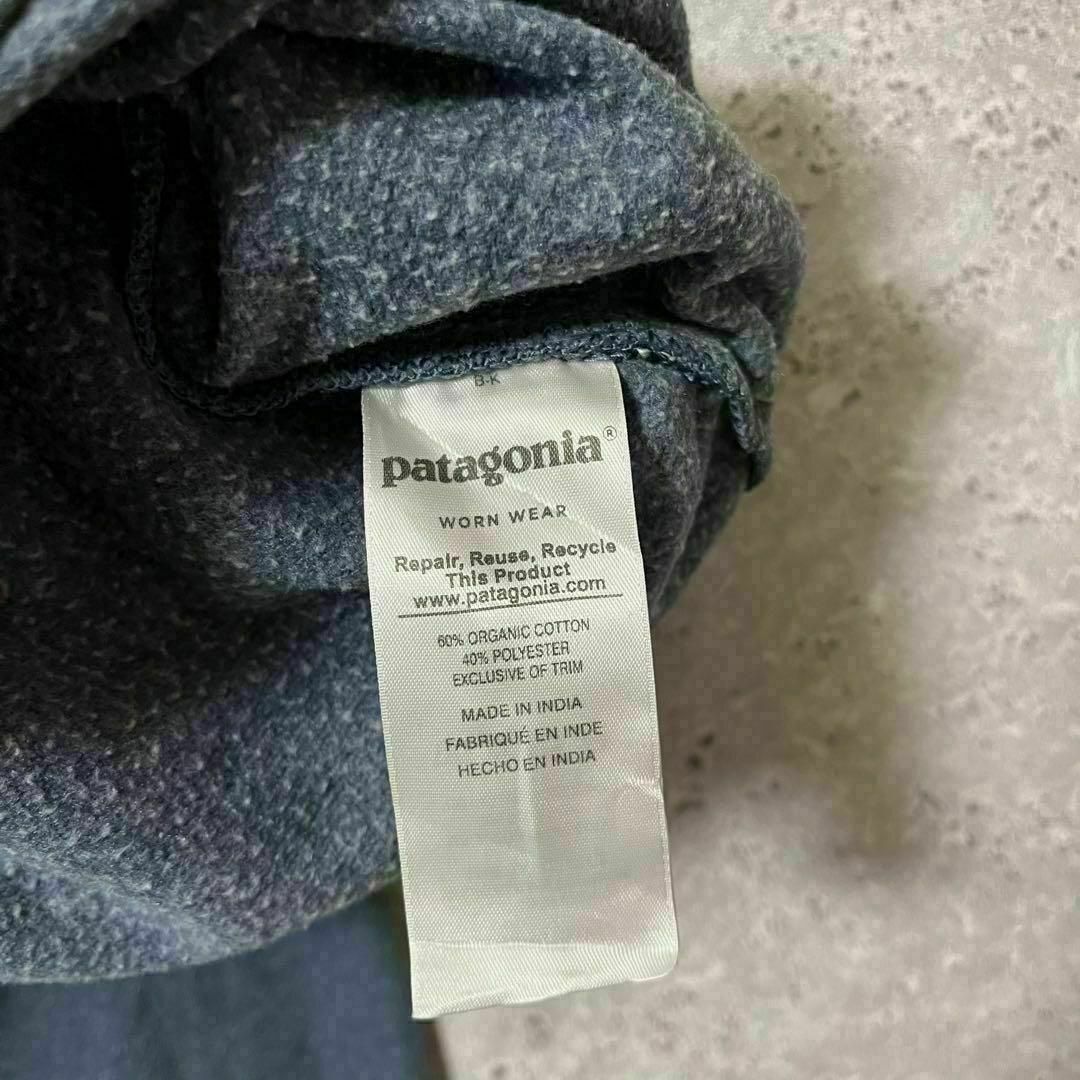 B-K
patagonia®
WORN WEAR
Repair, Reuse, Recycle
This Product
www.patagonia.com
60% ORGANIC COTTON
40% POLYESTER
EXCLUSIVE OF TRIM
MADE IN INDIA
FABRIQUÉ EN INDE
HECHO EN INDIA